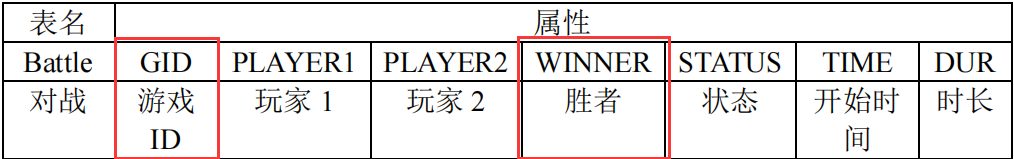 表名 属性
Battle GID PLAYER1 PLAYER2 WINNER STATUS TIME DUR
对战 游戏 玩家 1 玩家 2 胜者 状态 开始时 时长
ID 间